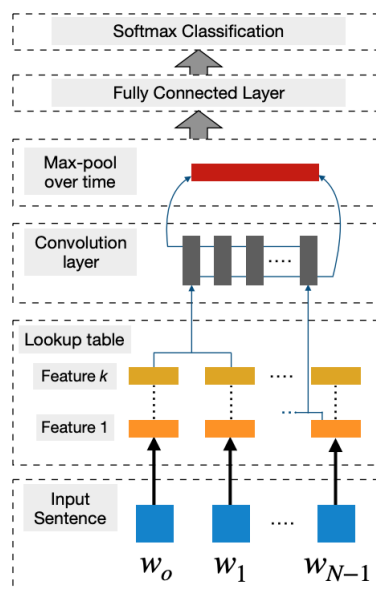 Softmax Classification
Fully Connected Layer
Max-pool
over time
Convolution
layer
....
Lookup table
Feature k
....
Feature 1
...
Input
Sentence
....
w_o w_1 w_{N-1}